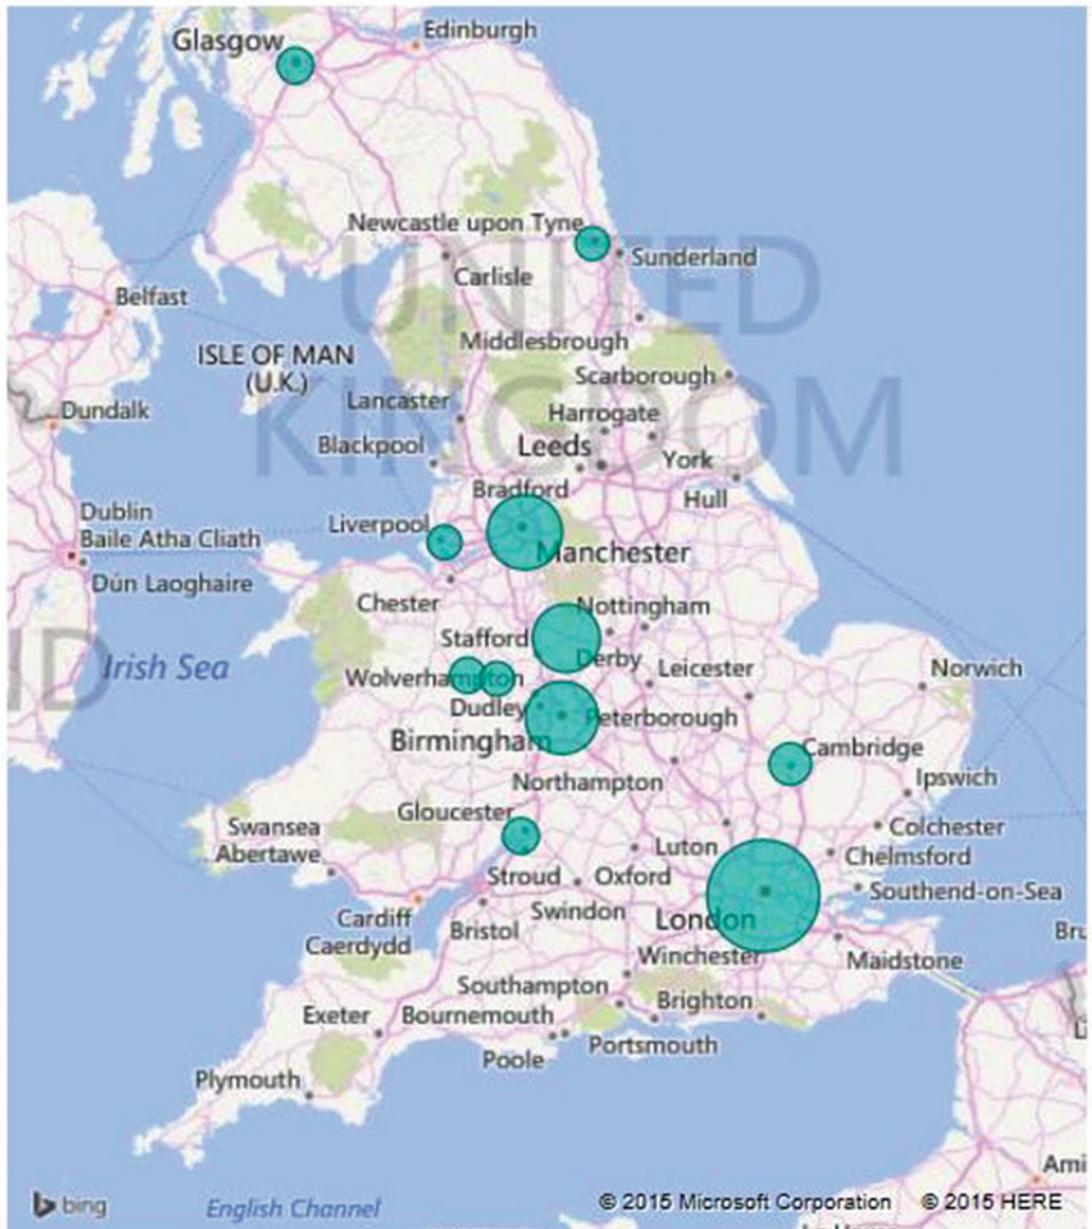 Glasgow
Edinburgh
Newcastle upon Tyne
Sunderland
Carlisle
UNITED
KINGDOM
Belfast
Middlesbrough
ISLE OF MAN
(U.K.)
Scarborough
Lancaster
Harrogate
Dundalk
Blackpool
Leeds
York
Bradford
Hull
Dublin
Baile Atha Cliath
Liverpool
Manchester
Dún Laoghaire
Chester
Nottingham
Stafford
Derby
Irish Sea
ND
Leicester
Norwich
Wolverhampton
Dudley
Peterborough
Birmingham
Cambridge
Northampton
Ipswich
Gloucester
Swansea
Abertawe
Colchester
Luton
Chelmsford
Stroud
Oxford
Southend-on-Sea
Cardiff
Caerdydd
Swindon
London
Bristol
Bru
Winchester
Maidstone
Southampton
Brighton
Exeter
Bournemouth
Poole
Portsmouth
Plymouth
Ami
bing
English Channel
© 2015 Microsoft Corporation © 2015 HERE